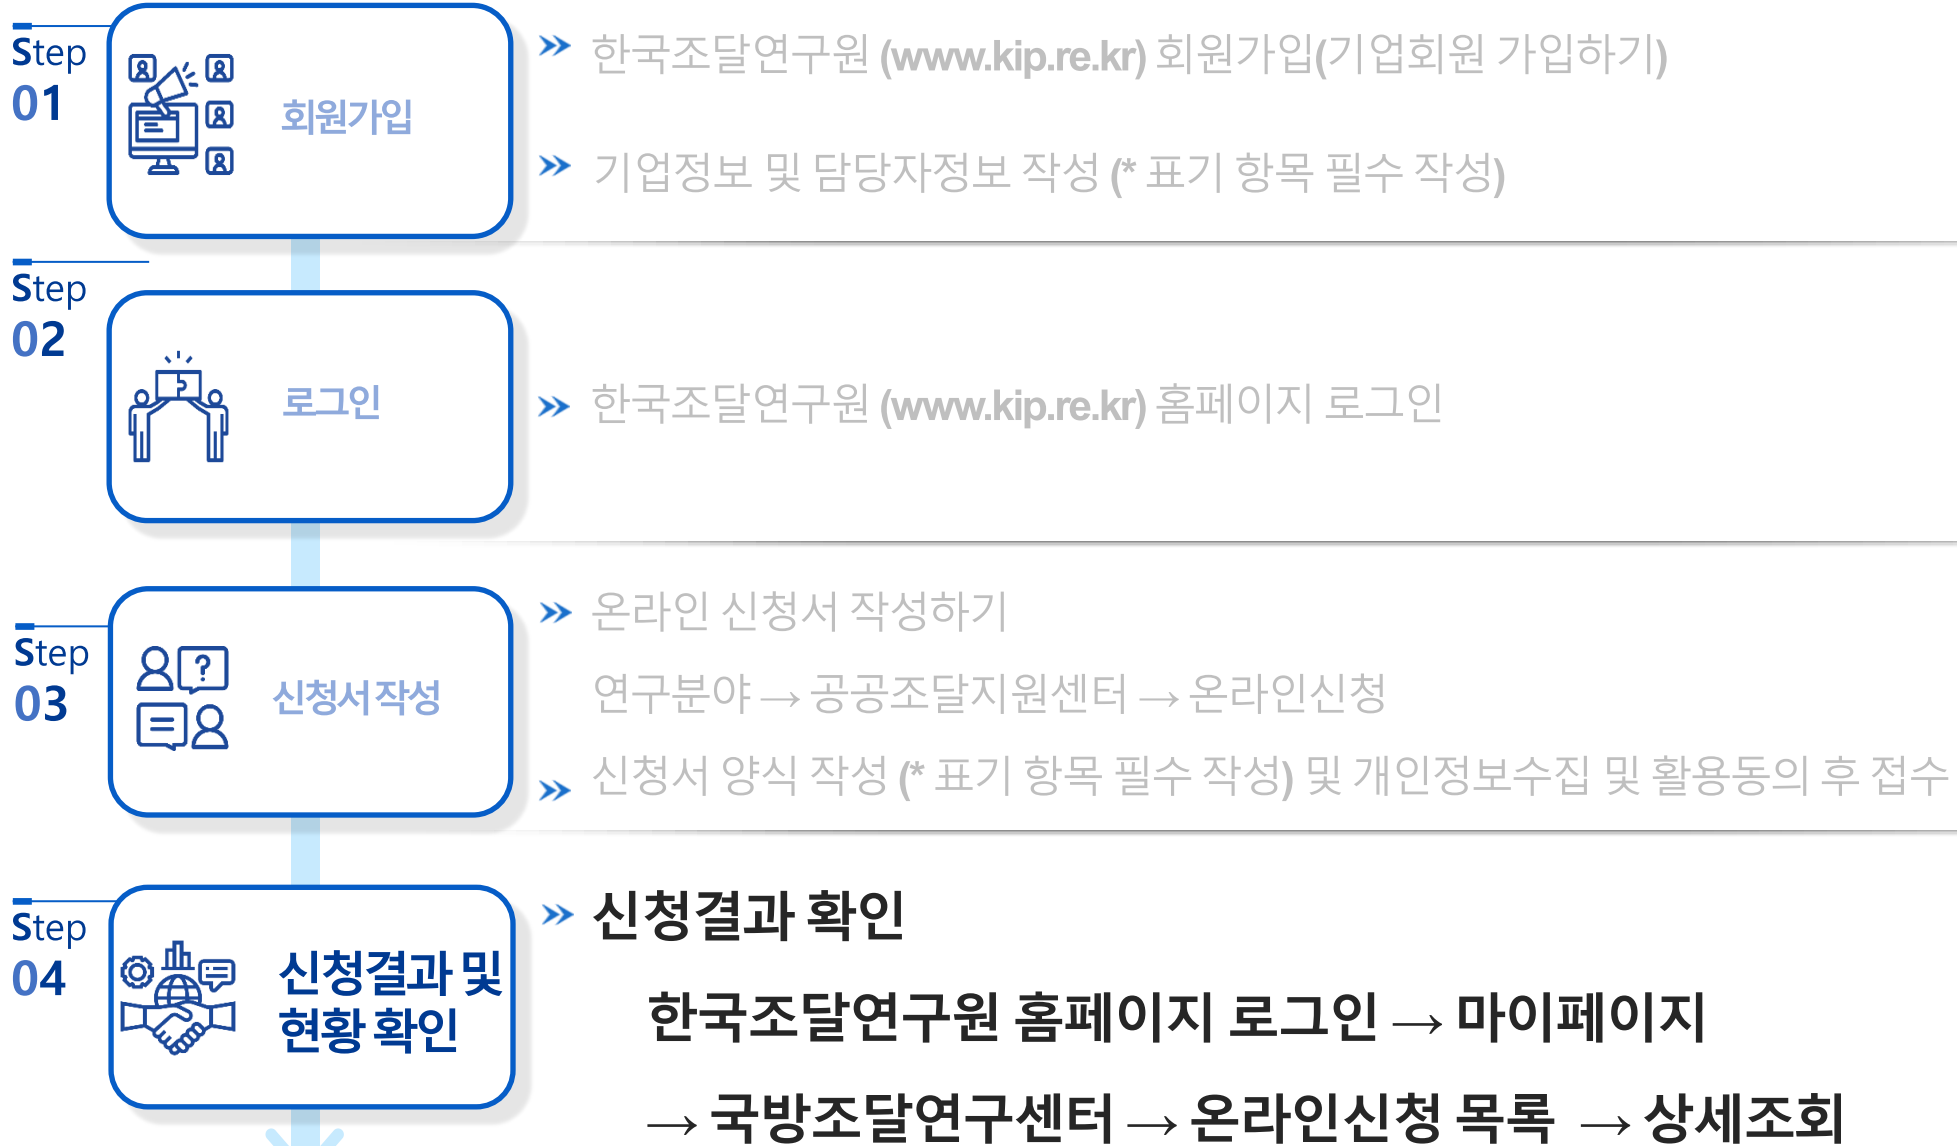 Step
01
회원가입
한국조달연구원 (www.kip.re.kr) 회원가입(기업회원 가입하기)
기업정보 및 담당자정보 작성 (* 표기 항목 필수 작성)
Step
02
로그인
한국조달연구원 (www.kip.re.kr) 홈페이지 로그인
Step
03
신청서 작성
온라인 신청서 작성하기
연구분야 → 공공조달지원센터 → 온라인신청
신청서 양식 작성 (* 표기 항목 필수 작성) 및 개인정보수집 및 활용동의 후 접수
Step
04
신청결과 및
현황 확인
신청결과 확인
한국조달연구원 홈페이지 로그인 → 마이페이지
→ 국방조달연구센터 → 온라인신청 목록 → 상세조회